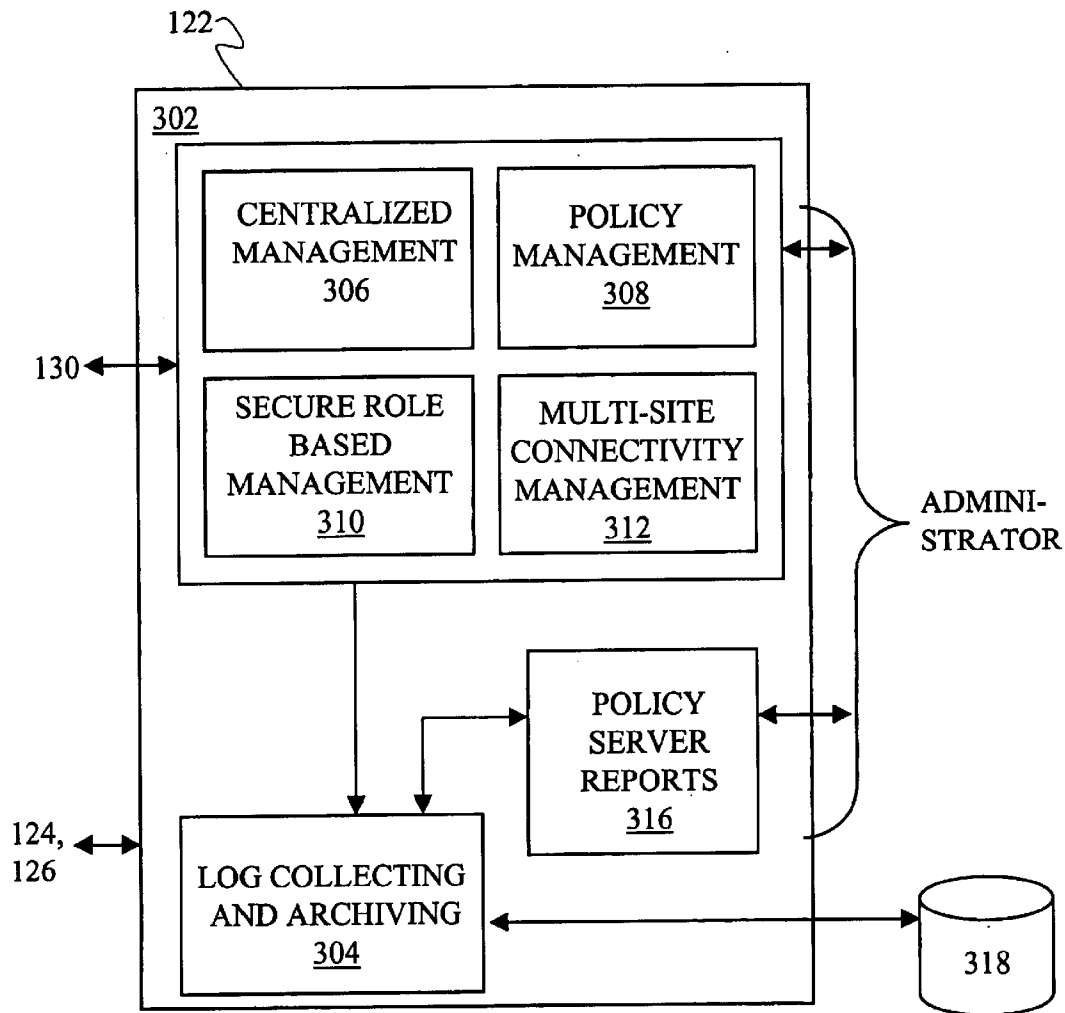 122
302
CENTRALIZED
MANAGEMENT
306
POLICY
MANAGEMENT
308
130
SECURE ROLE
BASED
MANAGEMENT
310
MULTI-SITE
CONNECTIVITY
MANAGEMENT
312
ADMINI-
STRATOR
POLICY
SERVER
REPORTS
316
124,
126
LOG COLLECTING
AND ARCHIVING
304
318